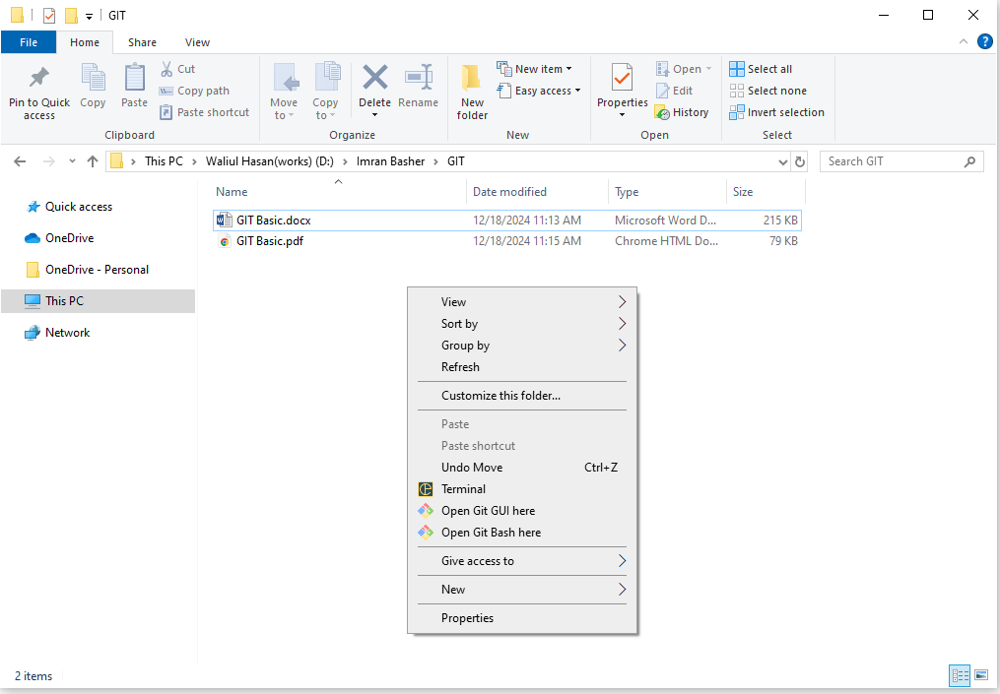 GIT
File Home Share View
Pin to Quick access
Copy
Paste
Cut
Copy path
Paste shortcut
Clipboard
Move to
Copy to
Delete
Rename
Organize
New folder
New item
Easy access
New
Properties
Open
Edit
History
Open
Select all
Select none
Invert selection
Select
This PC > Waliul Hasan(works) (D:) > Imran Basher > GIT
Search GIT
Quick access
OneDrive
OneDrive - Personal
This PC
Network
Name Date modified Type Size
GIT Basic.docx 12/18/2024 11:13 AM Microsoft Word D... 215 KB
GIT Basic.pdf 12/18/2024 11:15 AM Chrome HTML Do... 79 KB
View
Sort by
Group by
Refresh
Customize this folder...
Paste
Paste shortcut
Undo Move Ctrl+Z
Terminal
Open Git GUI here
Open Git Bash here
Give access to
New
Properties
2 items